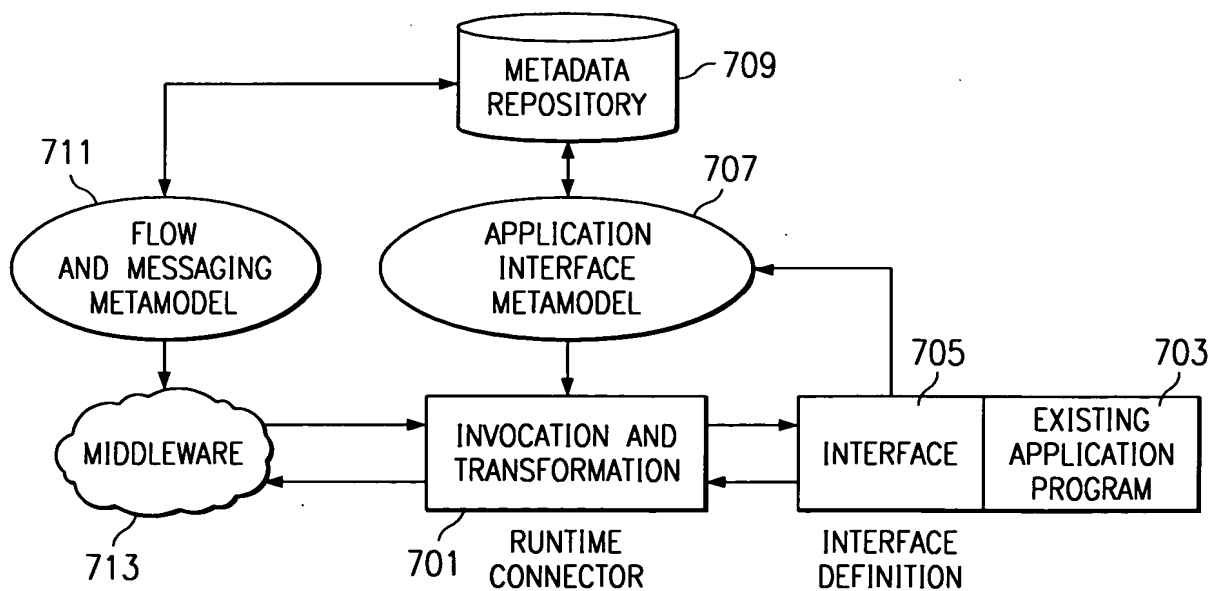 METADATA
REPOSITORY
709
711
FLOW
AND MESSAGING
METAMODEL
707
APPLICATION
INTERFACE
METAMODEL
705
703
MIDDLEWARE
713
INVOCATION AND
TRANSFORMATION
701
RUNTIME
CONNECTOR
INTERFACE
EXISTING
APPLICATION
PROGRAM
INTERFACE
DEFINITION